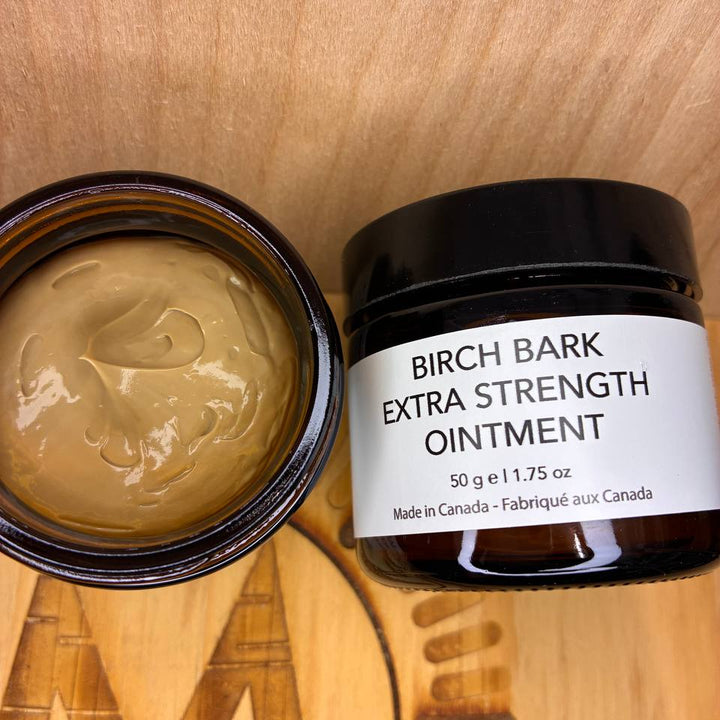 BIRCH BARK
EXTRA STRENGTH
OINTMENT
50 g e | 1.75 oz
Made in Canada - Fabriqué aux Canada